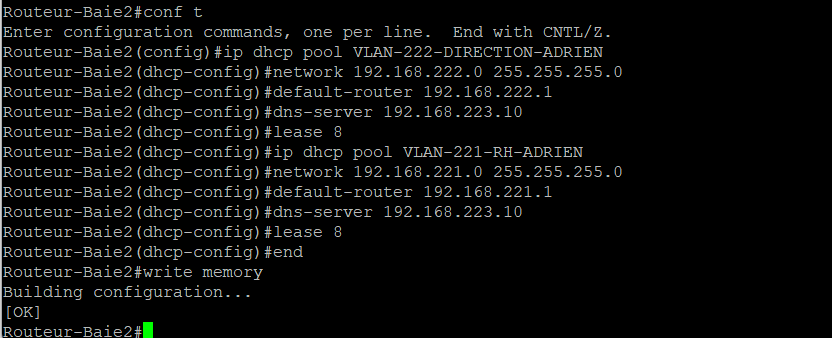 Routeur-Baie2#conf t
Enter configuration commands, one per line.  End with CNTL/Z.
Routeur-Baie2(config)#ip dhcp pool VLAN-222-DIRECTION-ADRIEN
Routeur-Baie2(dhcp-config)#network 192.168.222.0 255.255.255.0
Routeur-Baie2(dhcp-config)#default-router 192.168.222.1
Routeur-Baie2(dhcp-config)#dns-server 192.168.223.10
Routeur-Baie2(dhcp-config)#lease 8
Routeur-Baie2(dhcp-config)#ip dhcp pool VLAN-221-RH-ADRIEN
Routeur-Baie2(dhcp-config)#network 192.168.221.0 255.255.255.0
Routeur-Baie2(dhcp-config)#default-router 192.168.221.1
Routeur-Baie2(dhcp-config)#dns-server 192.168.223.10
Routeur-Baie2(dhcp-config)#lease 8
Routeur-Baie2(dhcp-config)#end
Routeur-Baie2#write memory
Building configuration...
[OK]
Routeur-Baie2#